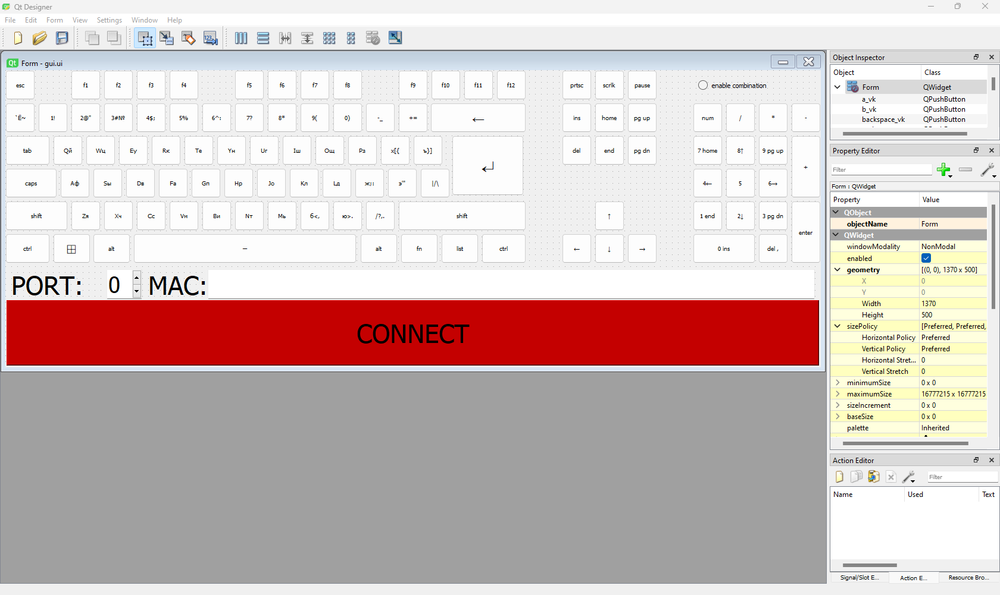 Qt Designer
File Edit Form View Settings Window Help
Qt Form - gui.ui
esc f1 f2 f3 f4 f5 f6 f7 f8 f9 f10 f11 f12 prtsc scrlk pause enable combination
`Ё~ 1! 2@" 3#№ 4$; 5% 6^: 7? 8* 9( 0) -_ += ← ins home pg up num / * -
tab Qй Wц Eу Rк Tе Yн Uг Iш Oщ Pз х[{ ъ}] ↵ del end pg dn 7 home 8↑ 9 pg up +
caps Aф Sы Dв Fа Gп Hр Jо Kл Lд ж;: э'" |/\ 4← 5 6→
shift Zя Xч Cс Vм Bи Nт Mь б<, ю>. /?,. shift ↑ 1 end 2↓ 3 pg dn enter
ctrl alt – alt fn list ctrl ← ↓ → 0 ins del ,
PORT: 0 MAC:
CONNECT
Object Inspector
Object Class
Form QWidget
a_vk QPushButton
b_vk QPushButton
backspace_vk QPushButton
Property Editor
Filter
Form : QWidget
Property Value
QObject
objectName Form
QWidget
windowModality NonModal
enabled
geometry [(0, 0), 1370 x 500]
X 0
Y 0
Width 1370
Height 500
sizePolicy [Preferred, Preferred,
Horizontal Policy Preferred
Vertical Policy Preferred
Horizontal Stret... 0
Vertical Stretch 0
minimumSize 0 x 0
maximumSize 16777215 x 16777215
sizeIncrement 0 x 0
baseSize 0 x 0
palette Inherited
Action Editor
Filter
Name Used Text
Signal/Slot E... Action E... Resource Bro...